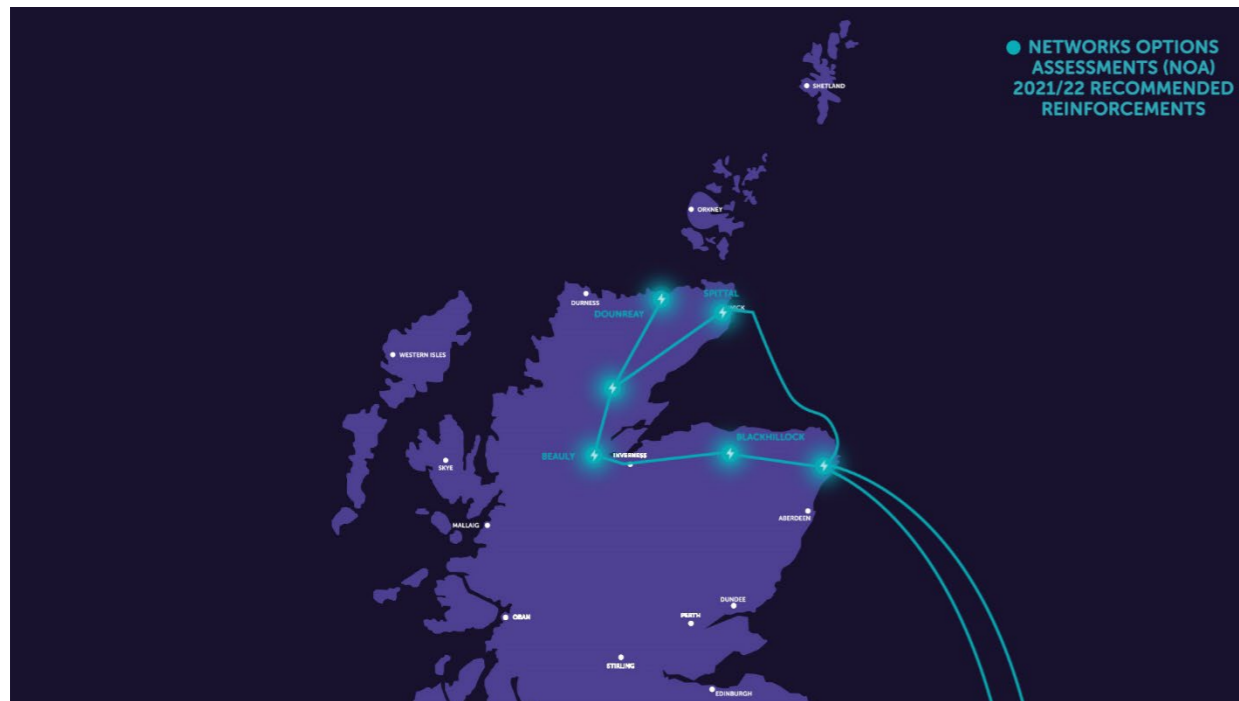 NETWORKS OPTIONS
ASSESSMENTS (NOA)
2021/22 RECOMMENDED
REINFORCEMENTS
SHETLAND
ORKNEY
DURNESS
SPITTAL
DOUNREAY
WESTERN ISLES
BLACKHILLOCK
BEAULY
INVERNESS
SKYE
ABERDEEN
MALLAIG
DUNDEE
PERTH
OBAN
STIRLING
EDINBURGH